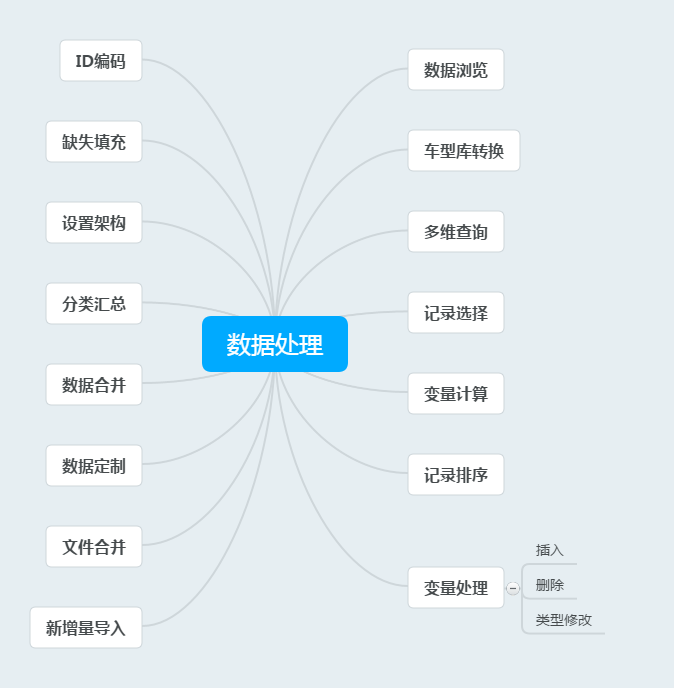 ID编码
缺失填充
设置架构
分类汇总
数据合并
数据定制
文件合并
新增量导入
数据处理
数据浏览
车型库转换
多维查询
记录选择
变量计算
记录排序
变量处理
插入
删除
类型修改